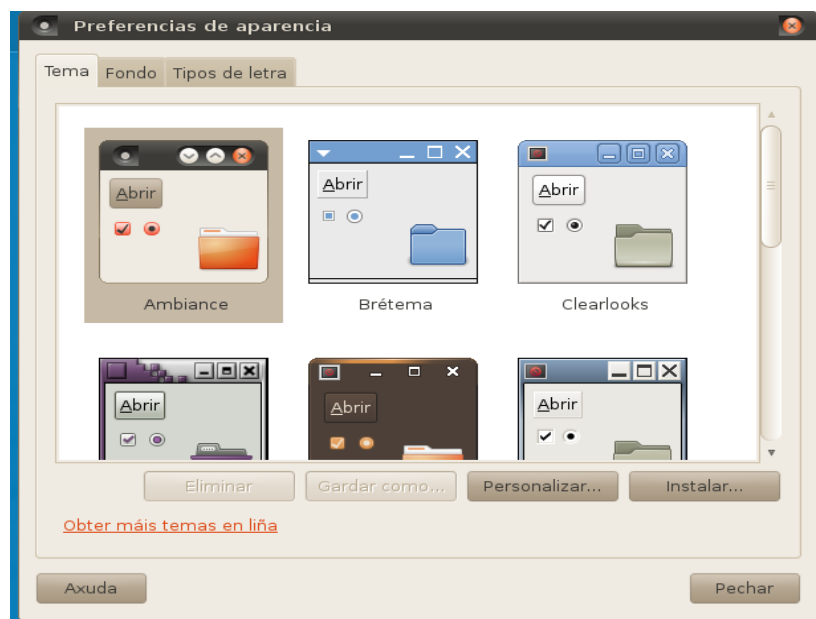 Preferencias de aparencia
Tema Fondo Tipos de letra
Abrir Abrir Abrir
Ambiance Brétema Clearlooks
Abrir Abrir Abrir
Eliminar Gardar como... Personalizar... Instalar...
Obter máis temas en liña
Axuda Pechar